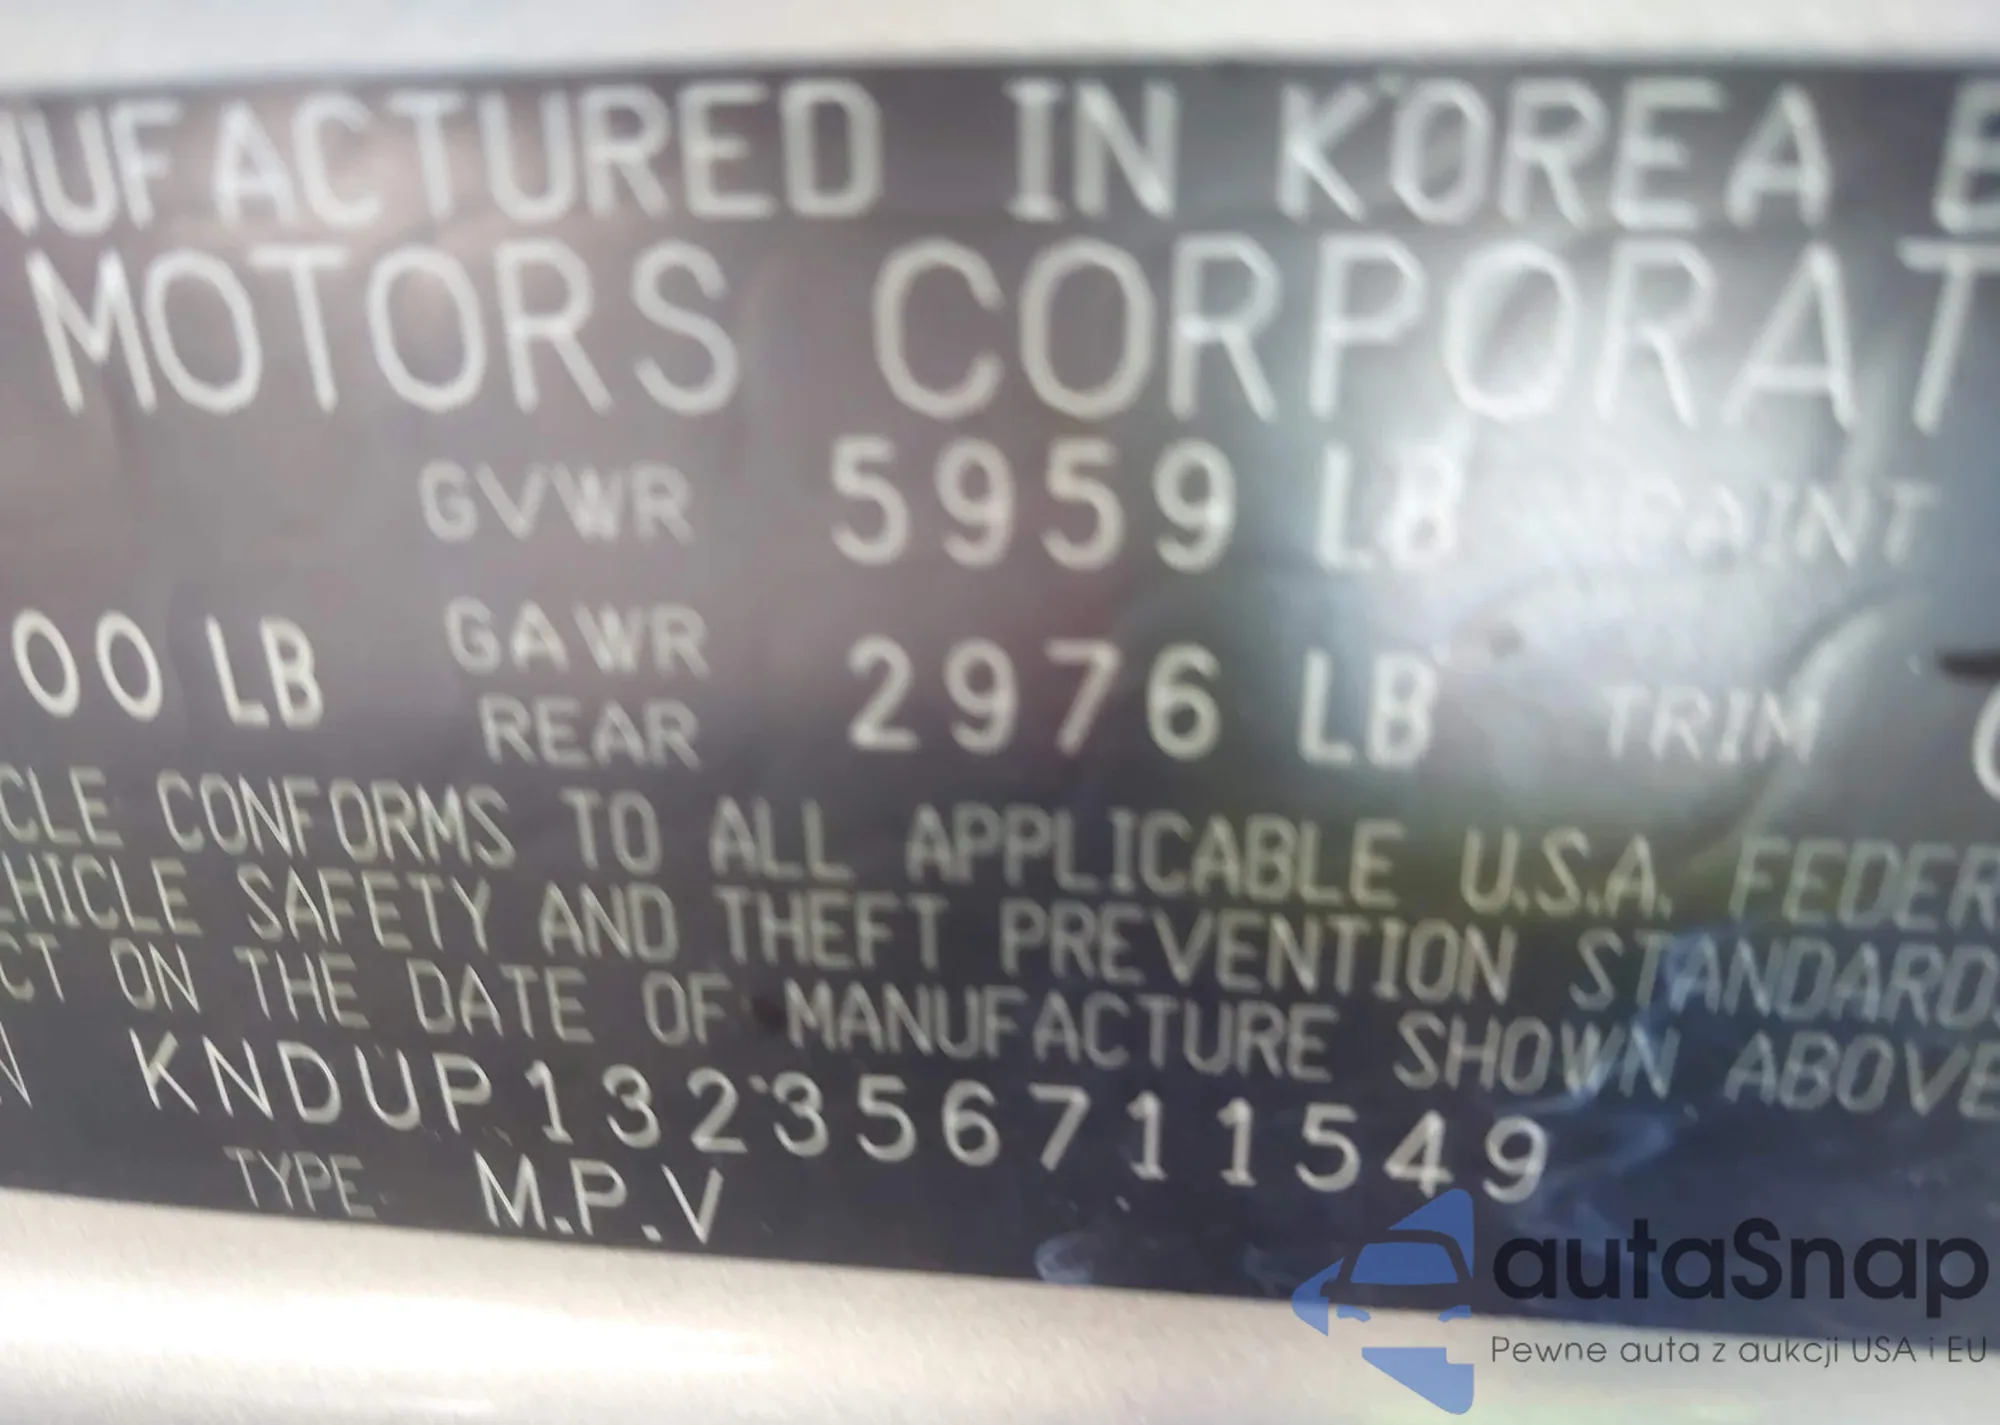 NUFACTURED IN KOREA B
MOTORS CORPORAT
GVWR 5959 LB PAINT
00 LB GAWR REAR 2976 LB TRIM
CLE CONFORMS TO ALL APPLICABLE U.S.A. FEDER
EHICLE SAFETY AND THEFT PREVENTION STANDARDS
CT ON THE DATE OF MANUFACTURE SHOWN ABOVE
N KNDUP132356711549
TYPE M.P.V
autaSnap
Pewne auta z aukcji USA i EU